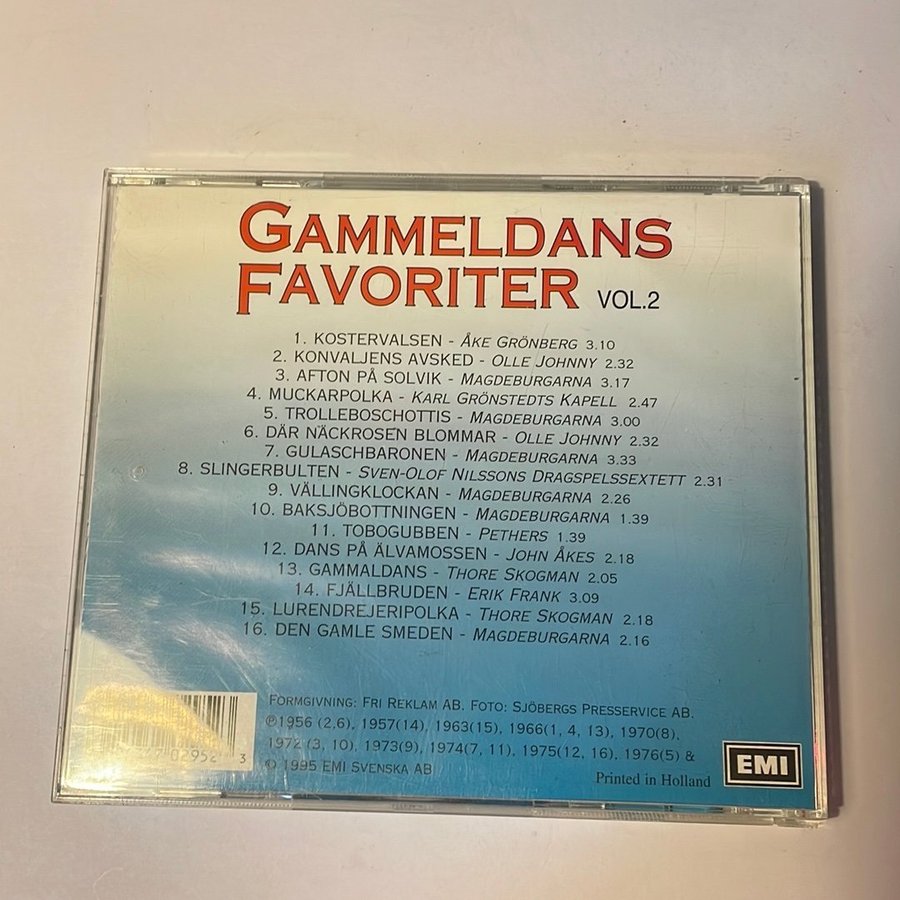 GAMMELDANS
FAVORITER VOL.2
1. KOSTERVALSEN - ÅKE GRÖNBERG 3.10
2. KONVALJENS AVSKED - OLLE JOHNNY 2.32
3. AFTON PÅ SOLVIK - MAGDEBURGARNA 3.17
4. MUCKARPOLKA - KARL GRÖNSTEDTS KAPELL 2.47
5. TROLLEBOSCHOTTIS - MAGDEBURGARNA 3.00
6. DÄR NÄCKROSEN BLOMMAR - OLLE JOHNNY 2.32
7. GULASCHBARONEN - MAGDEBURGARNA 3.33
8. SLINGERBULTEN - SVEN-OLOF NILSSONS DRAGSPELSSEXTETT 2.31
9. VÄLLINGKLOCKAN - MAGDEBURGARNA 2.26
10. BAKSJÖBOTTNINGEN - MAGDEBURGARNA 1.39
11. TOBOGUBBEN - PETHERS 1.39
12. DANS PÅ ÄLVAMOSSEN - JOHN ÅKES 2.18
13. GAMMALDANS - THORE SKOGMAN 2.05
14. FJÄLLBRUDEN - ERIK FRANK 3.09
15. LURENDREJERIPOLKA - THORE SKOGMAN 2.18
16. DEN GAMLE SMEDEN - MAGDEBURGARNA 2.16
FORMGIVNING: FRI REKLAM AB. FOTO: SJÖBERGS PRESSERVICE AB.
℗1956 (2,6), 1957(14), 1963(15), 1966(1, 4, 13), 1970(8),
1972 (3, 10), 1973(9), 1974(7, 11), 1975(12, 16), 1976(5) &
© 1995 EMI SVENSKA AB
02952 3
Printed in Holland
EMI